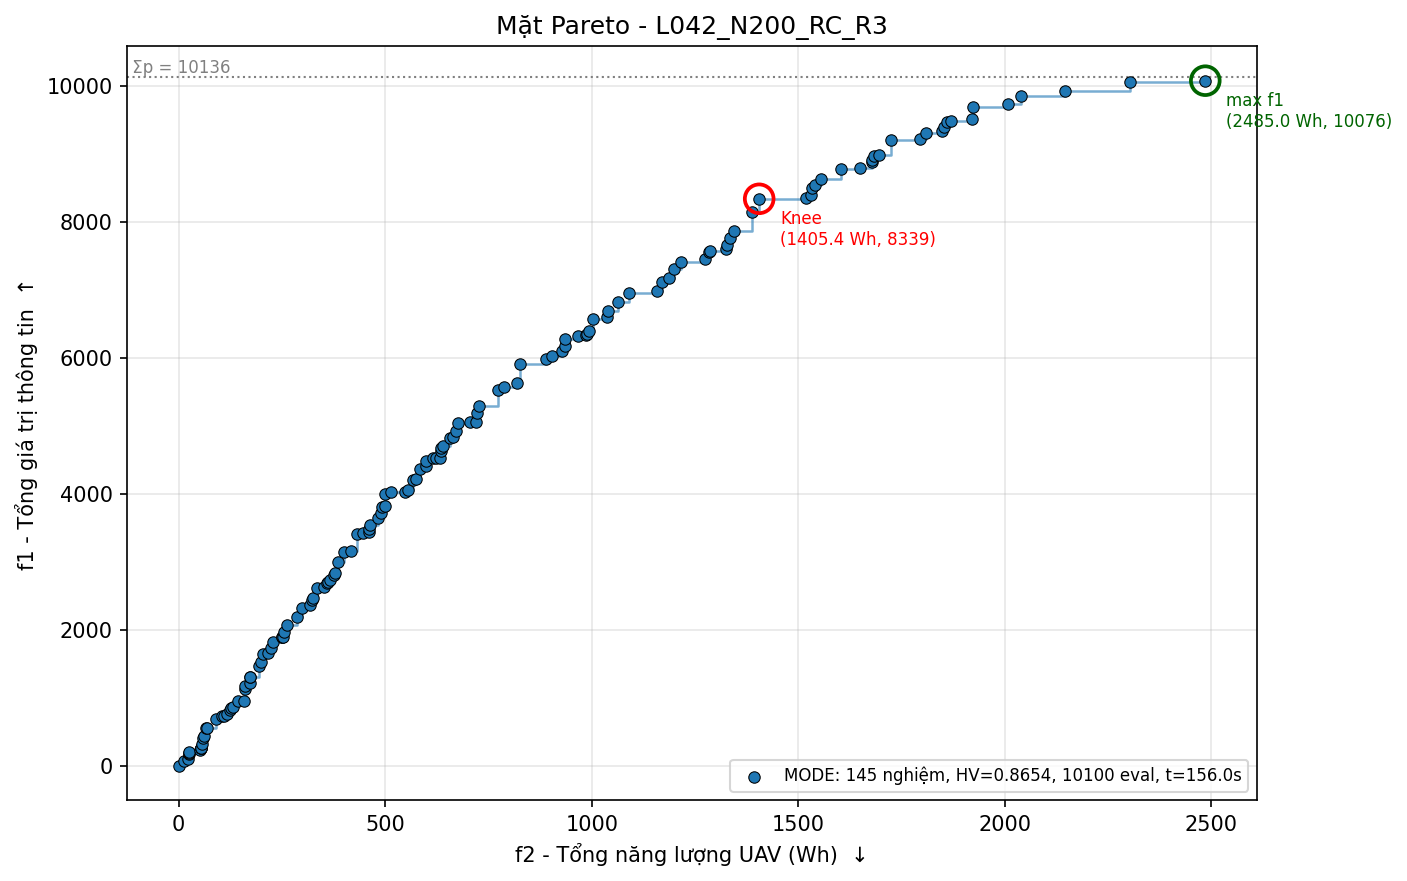 Mặt Pareto - L042_N200_RC_R3
Σp = 10136
10000
8000
6000
4000
2000
0
f1 - Tổng giá trị thông tin ↑
max f1
(2485.0 Wh, 10076)
Knee
(1405.4 Wh, 8339)
MODE: 145 nghiệm, HV=0.8654, 10100 eval, t=156.0s
0 500 1000 1500 2000 2500
f2 - Tổng năng lượng UAV (Wh) ↓